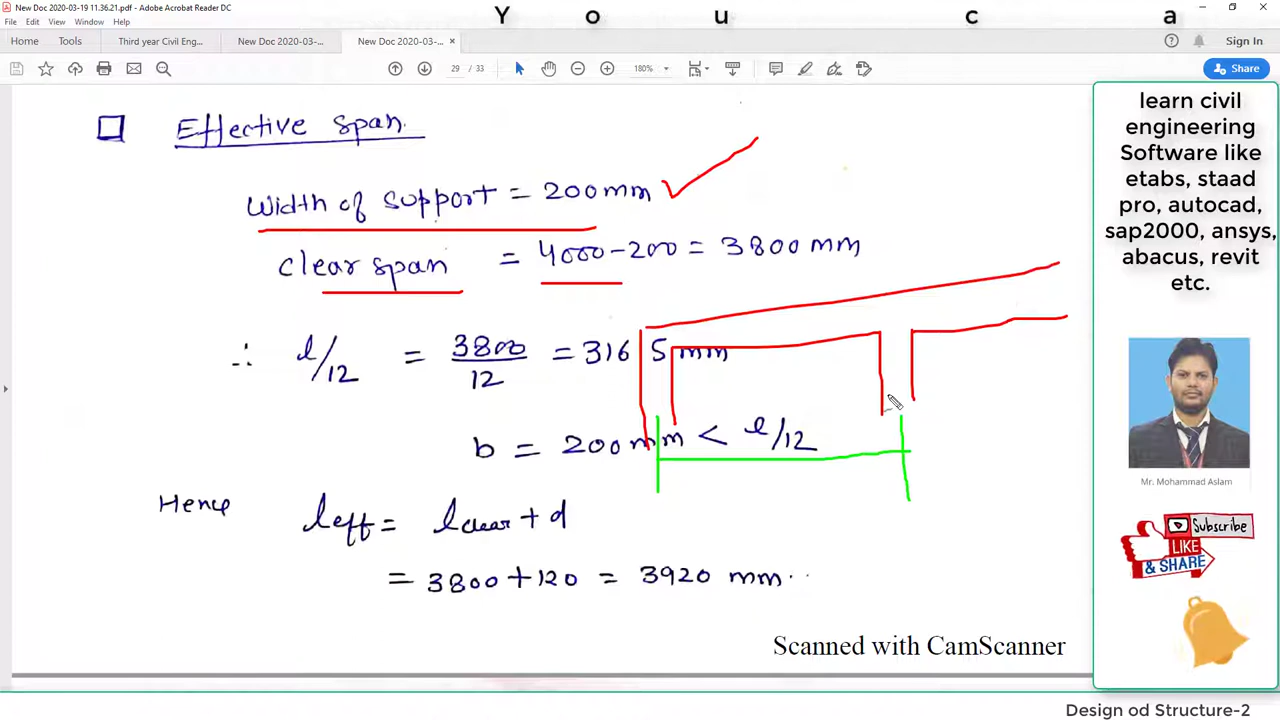 New Doc 2020-03-19 11.36.21.pdf - Adobe Acrobat Reader DC
Y o u c a
File Edit View Window Help
Home Tools Third year Civil Eng... New Doc 2020-03-... New Doc 2020-03-... × Sign In
29 / 33 180% Share
Effective span.
Width of support = 200mm
clear span = 4000-200 = 3800 mm
∴ l/12 = 3800/12 = 316 5 mm
b = 200mm < l/12
Hence leff = lclear + d
= 3800+120 = 3920 mm..
Scanned with CamScanner
learn civil
engineering
Software like
etabs, staad
pro, autocad,
sap2000, ansys,
abacus, revit
etc.
Mr. Mohammad Aslam
Subscribe
LIKE
& SHARE
Design od Structure-2